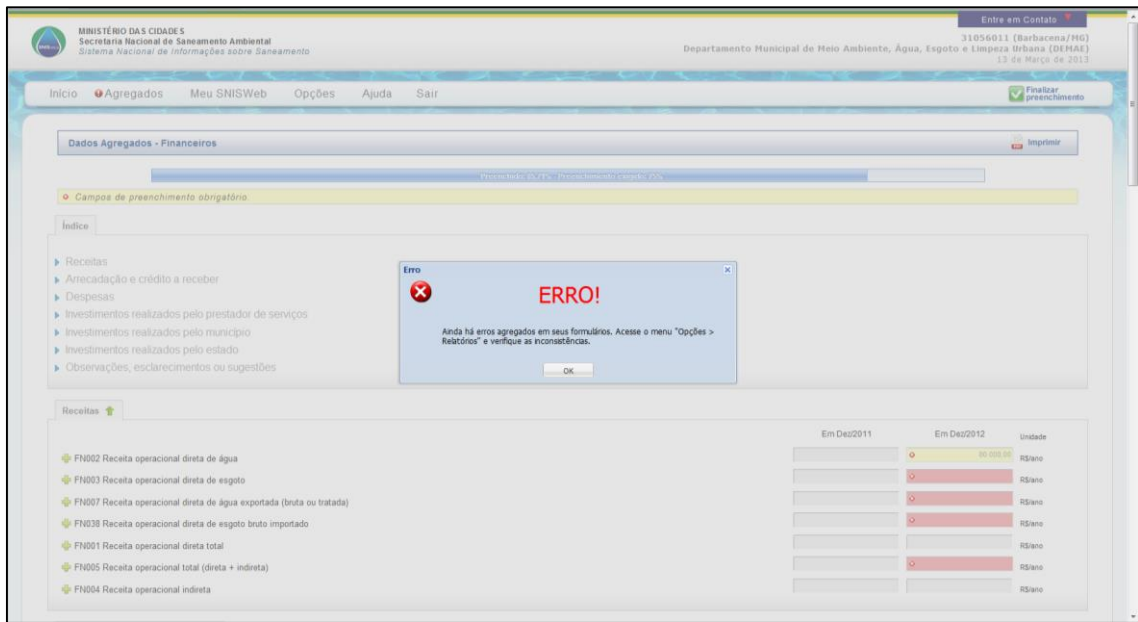 Entre em Contato
MINISTÉRIO DAS CIDADES
Secretaria Nacional de Saneamento Ambiental
Sistema Nacional de Informações sobre Saneamento
31056011 (Barbacena/MG)
Departamento Municipal de Meio Ambiente, Água, Esgoto e Limpeza Urbana (DEMAE)
13 de Março de 2013
Início Agregados Meu SNISWeb Opções Ajuda Sair
Finalizar
preenchimento
Dados Agregados - Financeiros
Imprimir
Campos de preenchimento obrigatório.
Índice
Receitas
Arrecadação e crédito a receber
Despesas
Investimentos realizados pelo prestador de serviços
Investimentos realizados pelo município
Investimentos realizados pelo estado
Observações, esclarecimentos ou sugestões
Erro
ERRO!
Ainda há erros agregados em seus formulários. Acesse o menu "Opções >
Relatórios" e verifique as inconsistências.
OK
Receitas
Em Dez/2011 Em Dez/2012 Unidade
FN002 Receita operacional direta de água R$/ano
FN003 Receita operacional direta de esgoto R$/ano
FN007 Receita operacional direta de água exportada (bruta ou tratada) R$/ano
FN038 Receita operacional direta de esgoto bruto importado R$/ano
FN001 Receita operacional direta total R$/ano
FN005 Receita operacional total (direta + indireta) R$/ano
FN004 Receita operacional indireta R$/ano